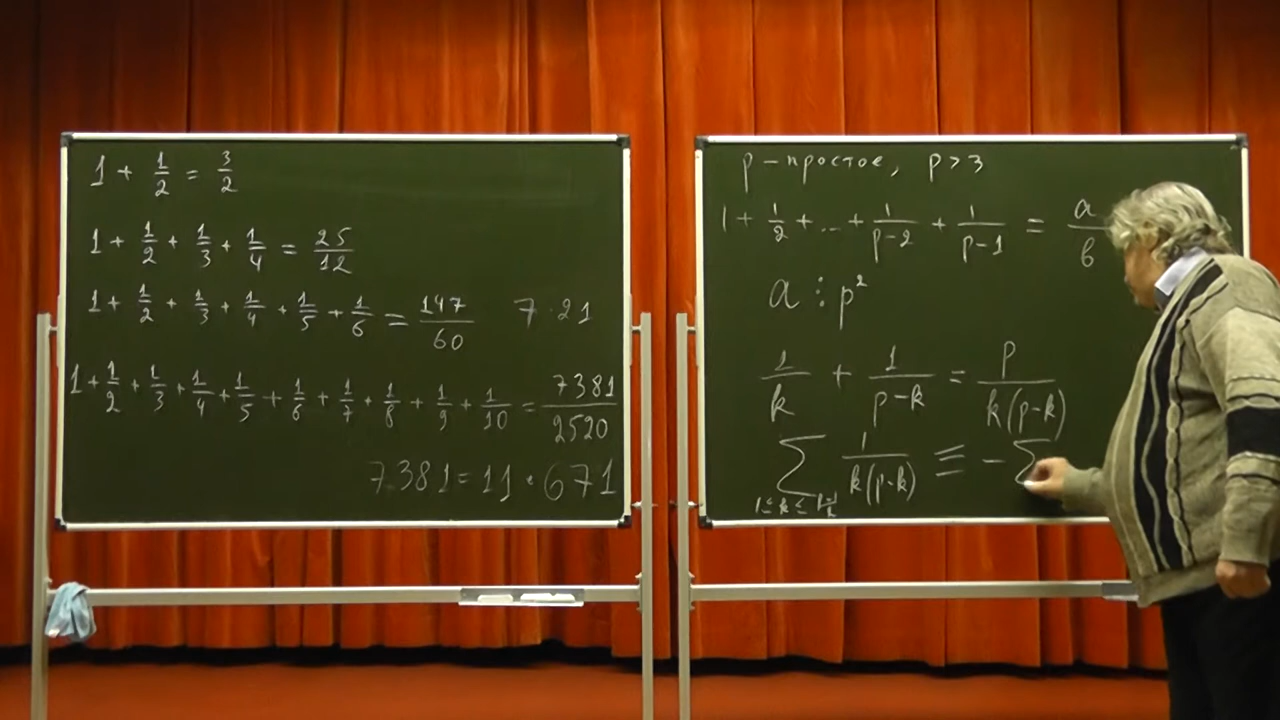 1 + 1/2 = 3/2
1 + 1/2 + 1/3 + 1/4 = 25/12
1 + 1/2 + 1/3 + 1/4 + 1/5 + 1/6 = 147/60 7·21
1 + 1/2 + 1/3 + 1/4 + 1/5 + 1/6 + 1/7 + 1/8 + 1/9 + 1/10 = 7381/2520
7381 = 11 · 671
p – простое, p > 3
1 + 1/2 + ... + 1/(p-2) + 1/(p-1) = a/b
a ⋮ p²
1/k + 1/(p-k) = p/(k(p-k))
∑ 1/(k(p-k)) ≡ - ∑
1 ≤ k ≤